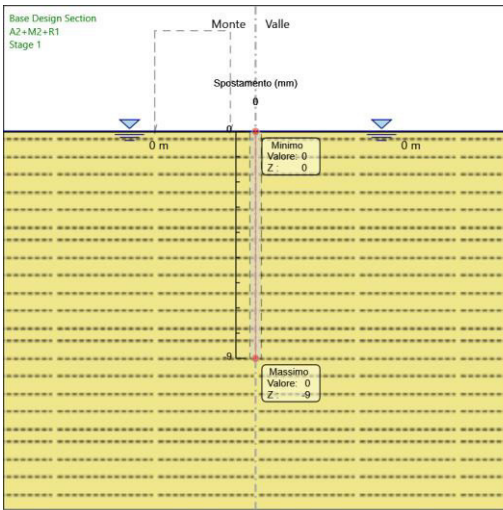 Base Design Section
A2+M2+R1
Stage 1
Monte
Valle
Spostamento (mm)
0
0
0 m
0 m
Minimo
Valore: 0
Z : 0
-9
Massimo
Valore: 0
Z : -9